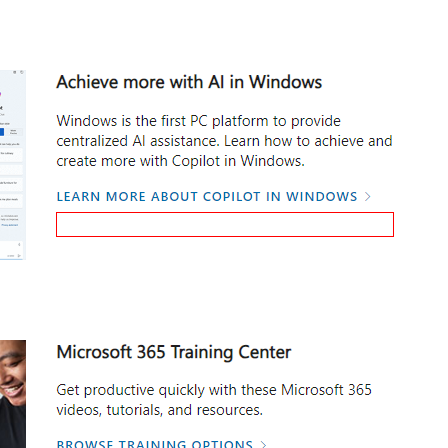 Achieve more with AI in Windows
Windows is the first PC platform to provide
centralized AI assistance. Learn how to achieve and
create more with Copilot in Windows.
LEARN MORE ABOUT COPILOT IN WINDOWS >
Microsoft 365 Training Center
Get productive quickly with these Microsoft 365
videos, tutorials, and resources.
BROWSE TRAINING OPTIONS >